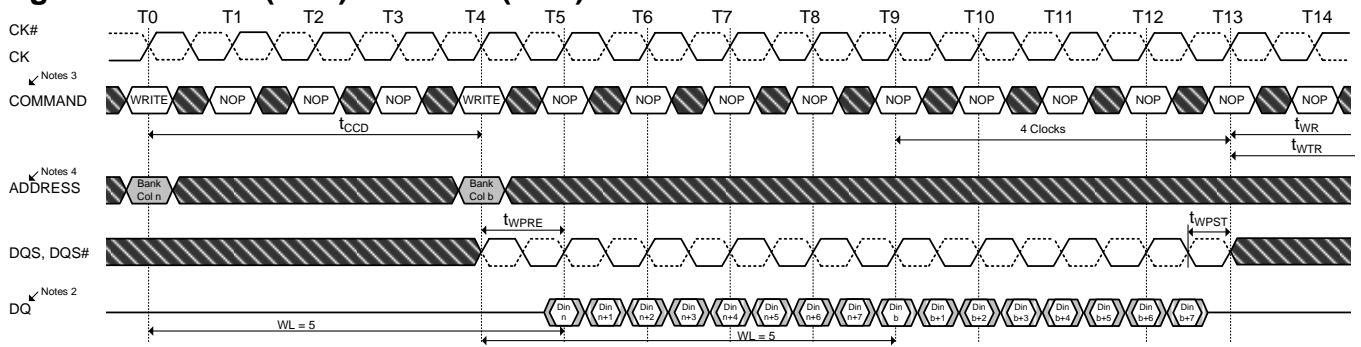 T0 T1 T2 T3 T4 T5 T6 T7 T8 T9 T10 T11 T12 T13 T14
CK#
CK
Notes 3
COMMAND WRITE NOP NOP NOP WRITE NOP NOP NOP NOP NOP NOP NOP NOP NOP NOP
tCCD 4 Clocks tWR
tWTR
Notes 4
ADDRESS Bank Col n Bank Col b
tWPRE tWPST
DQS, DQS#
Notes 2
DQ Din n Din n+1 Din n+2 Din n+3 Din n+4 Din n+5 Din n+6 Din n+7 Din b Din b+1 Din b+2 Din b+3 Din b+4 Din b+5 Din b+6 Din b+7
WL = 5 WL = 5